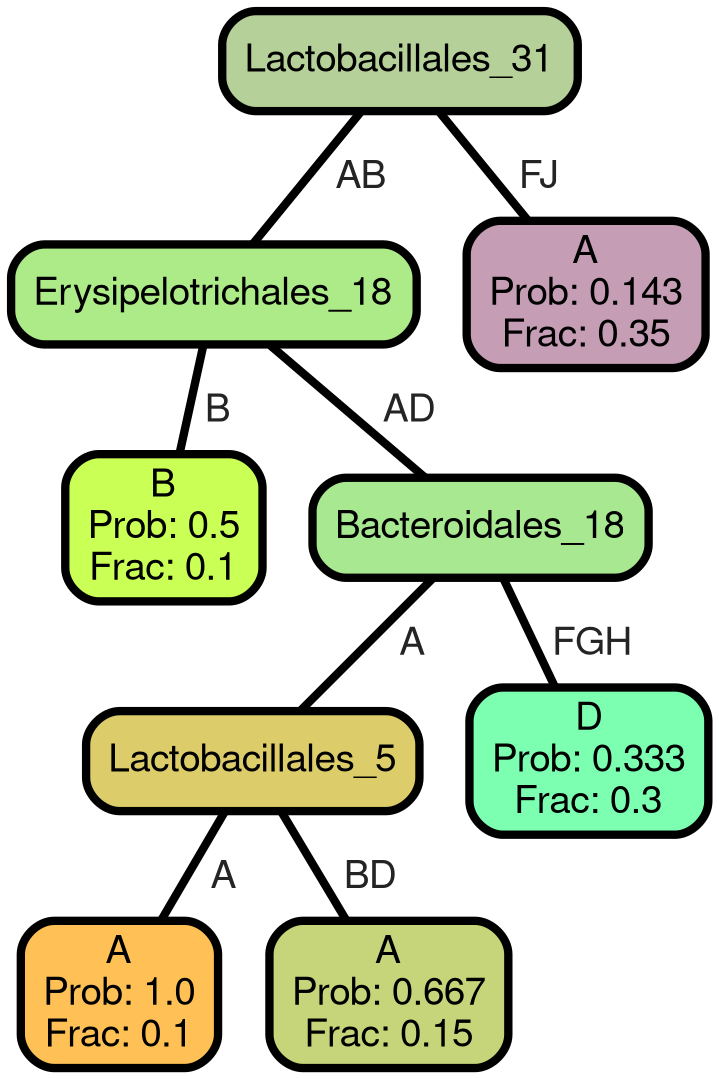 Lactobacillales_31
AB
FJ
Erysipelotrichales_18
A
Prob: 0.143
Frac: 0.35
B
AD
B
Prob: 0.5
Frac: 0.1
Bacteroidales_18
A
FGH
Lactobacillales_5
D
Prob: 0.333
Frac: 0.3
A
BD
A
Prob: 1.0
Frac: 0.1
A
Prob: 0.667
Frac: 0.15